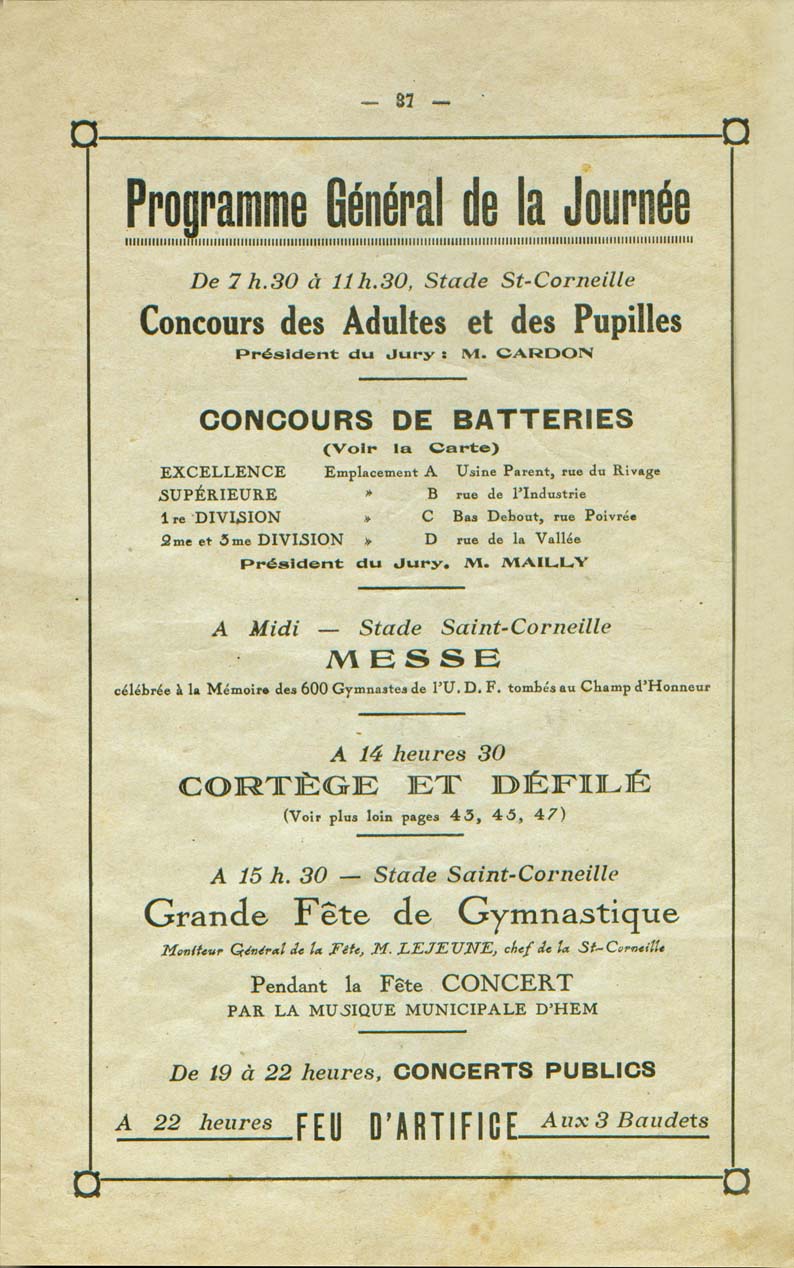 — 37 —
Programme Général de la Journée
De 7 h.30 à 11h.30, Stade St-Corneille
Concours des Adultes et des Pupilles
Président du Jury : M. CARDON
CONCOURS DE BATTERIES
(Voir la Carte)
EXCELLENCE Emplacement A Usine Parent, rue du Rivage
SUPÉRIEURE » B rue de l'Industrie
1re DIVISION » C Bas Debout, rue Poivrée
2me et 3me DIVISION » D rue de la Vallée
Président du Jury. M. MAILLY
A Midi — Stade Saint-Corneille
MESSE
célébrée à la Mémoire des 600 Gymnastes de l'U. D. F. tombés au Champ d'Honneur
A 14 heures 30
CORTÈGE ET DÉFILÉ
(Voir plus loin pages 43, 45, 47)
A 15 h. 30 — Stade Saint-Corneille
Grande Fête de Gymnastique
Moniteur Général de la Fête, M. LEJEUNE, chef de la St-Corneille
Pendant la Fête CONCERT
PAR LA MUSIQUE MUNICIPALE D'HEM
De 19 à 22 heures, CONCERTS PUBLICS
A 22 heures FEU D'ARTIFICE Aux 3 Baudets